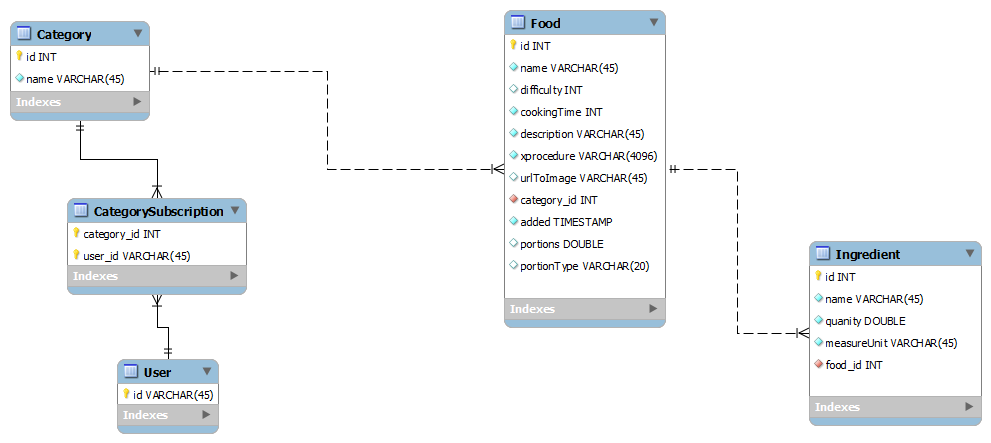 Category
id INT
name VARCHAR(45)
Indexes
CategorySubscription
category_id INT
user_id VARCHAR(45)
Indexes
User
id VARCHAR(45)
Indexes
Food
id INT
name VARCHAR(45)
difficulty INT
cookingTime INT
description VARCHAR(45)
xprocedure VARCHAR(4096)
urlToImage VARCHAR(45)
category_id INT
added TIMESTAMP
portions DOUBLE
portionType VARCHAR(20)
Indexes
Ingredient
id INT
name VARCHAR(45)
quanity DOUBLE
measureUnit VARCHAR(45)
food_id INT
Indexes